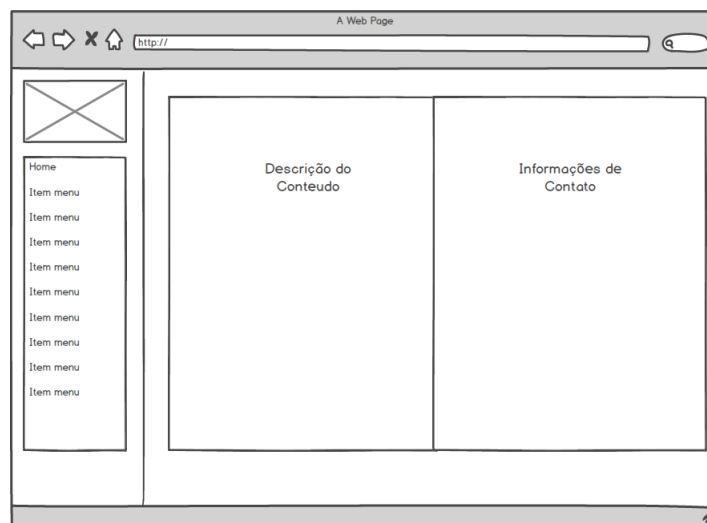 A Web Page
http://
Home
Item menu
Item menu
Item menu
Item menu
Item menu
Item menu
Item menu
Item menu
Item menu
Descrição do
Conteudo
Informações de
Contato